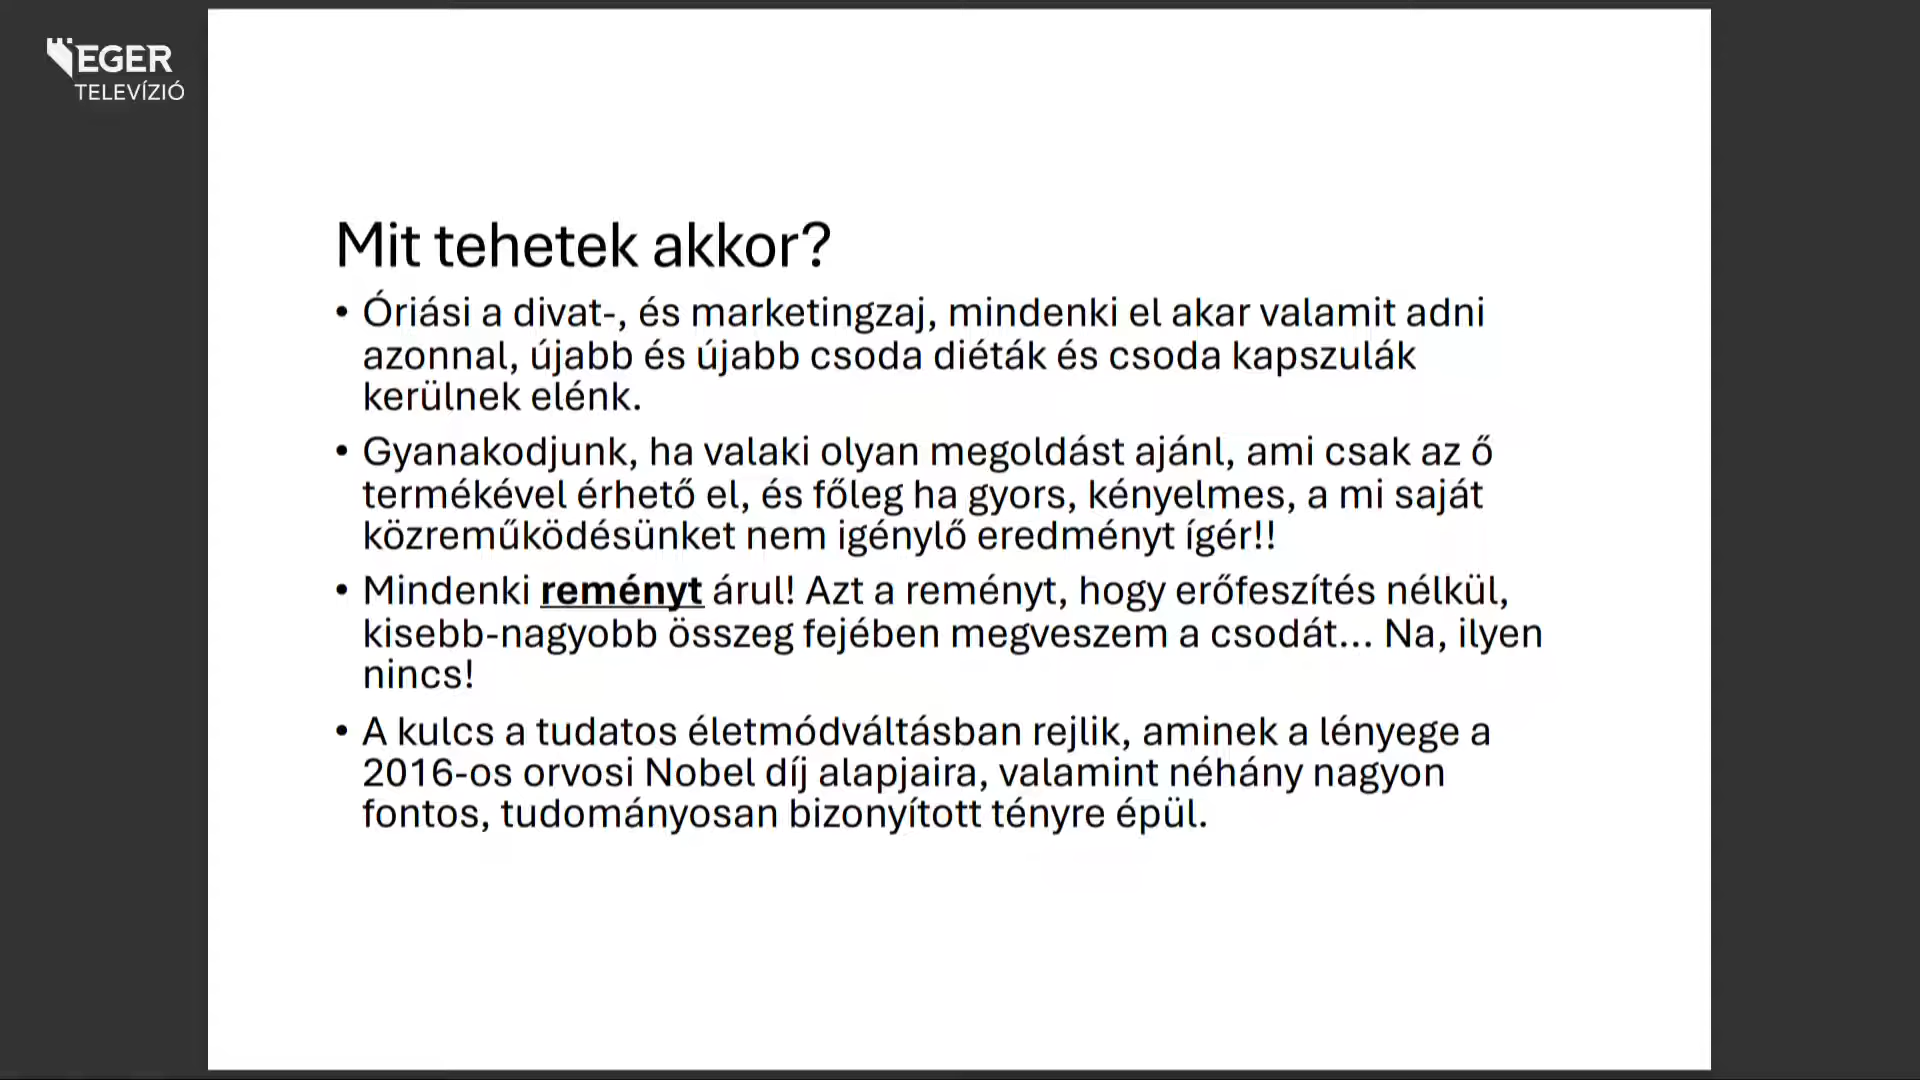 EGER
TELEVÍZIÓ
Mit tehetek akkor?
• Óriási a divat-, és marketingzaj, mindenki el akar valamit adni
azonnal, újabb és újabb csoda diéták és csoda kapszulák
kerülnek elénk.
• Gyanakodjunk, ha valaki olyan megoldást ajánl, ami csak az ő
termékével érhető el, és főleg ha gyors, kényelmes, a mi saját
közreműködésünket nem igénylő eredményt ígér!!
• Mindenki reményt árul! Azt a reményt, hogy erőfeszítés nélkül,
kisebb-nagyobb összeg fejében megveszem a csodát... Na, ilyen
nincs!
• A kulcs a tudatos életmódváltásban rejlik, aminek a lényege a
2016-os orvosi Nobel díj alapjaira, valamint néhány nagyon
fontos, tudományosan bizonyított tényre épül.